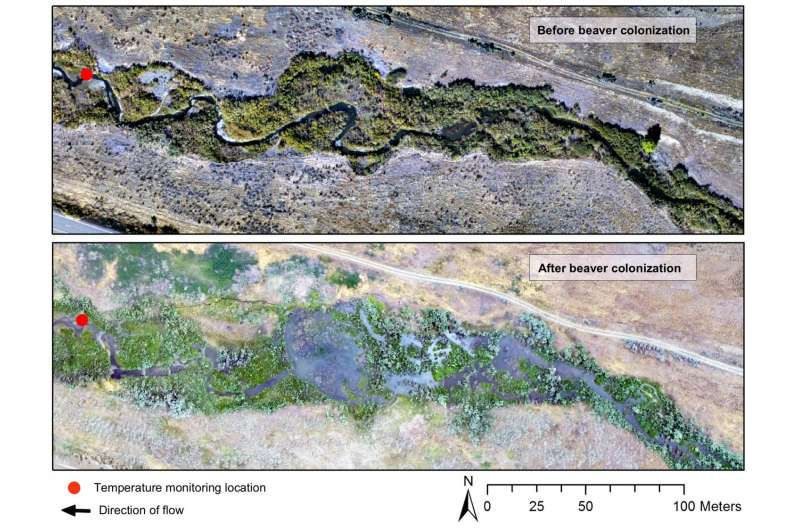 Before beaver colonization
After beaver colonization
Temperature monitoring location
Direction of flow
N
0 25 50 100 Meters